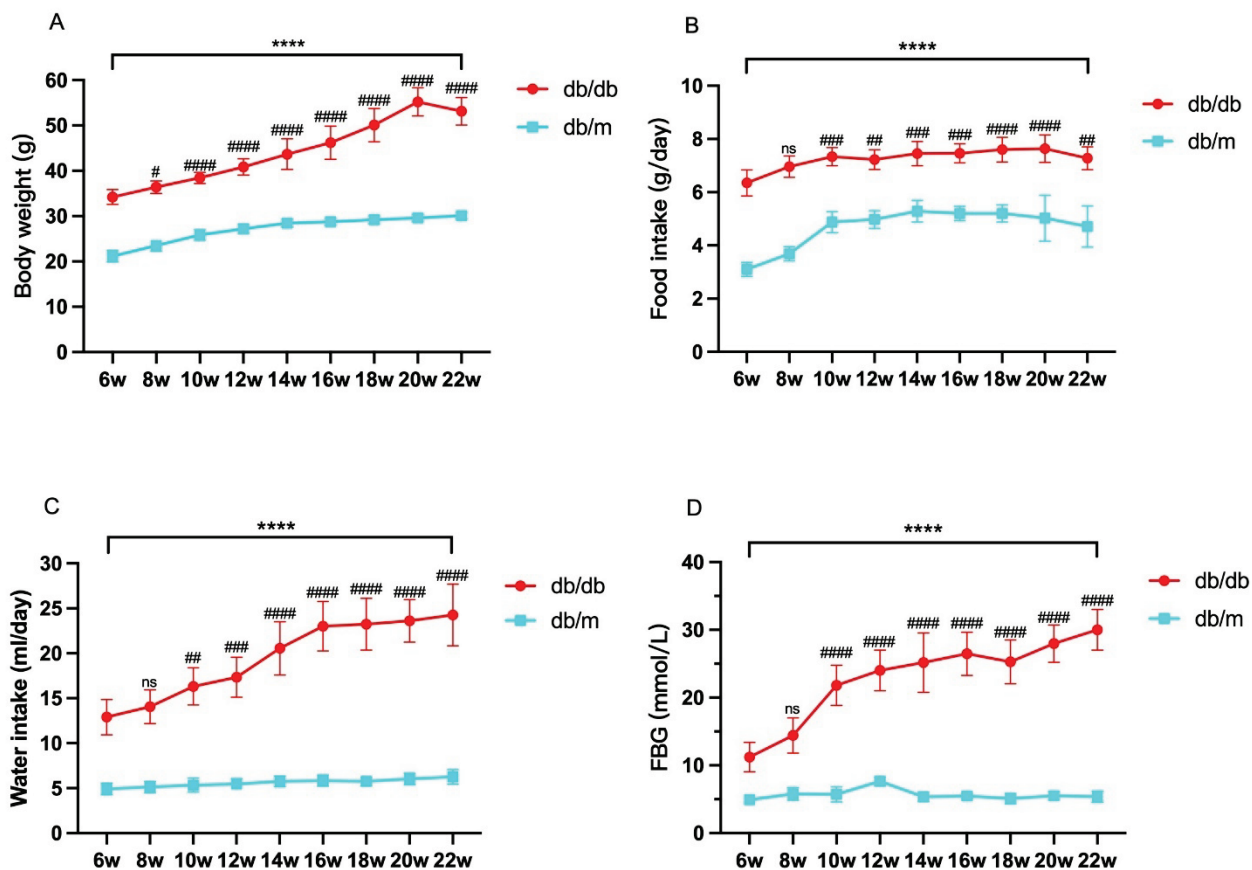 A
****
Body weight (g)
60
50
40
30
20
10
0
# #### #### #### #### #### #### ####
6w 8w 10w 12w 14w 16w 18w 20w 22w
db/db
db/m
B
****
Food intake (g/day)
10
8
6
4
2
0
ns ### ## ### ### #### #### ##
6w 8w 10w 12w 14w 16w 18w 20w 22w
db/db
db/m
C
****
Water intake (ml/day)
30
25
20
15
10
5
0
ns ## ### #### #### #### #### ####
6w 8w 10w 12w 14w 16w 18w 20w 22w
db/db
db/m
D
****
FBG (mmol/L)
40
30
20
10
0
ns #### #### #### #### #### #### ####
6w 8w 10w 12w 14w 16w 18w 20w 22w
db/db
db/m